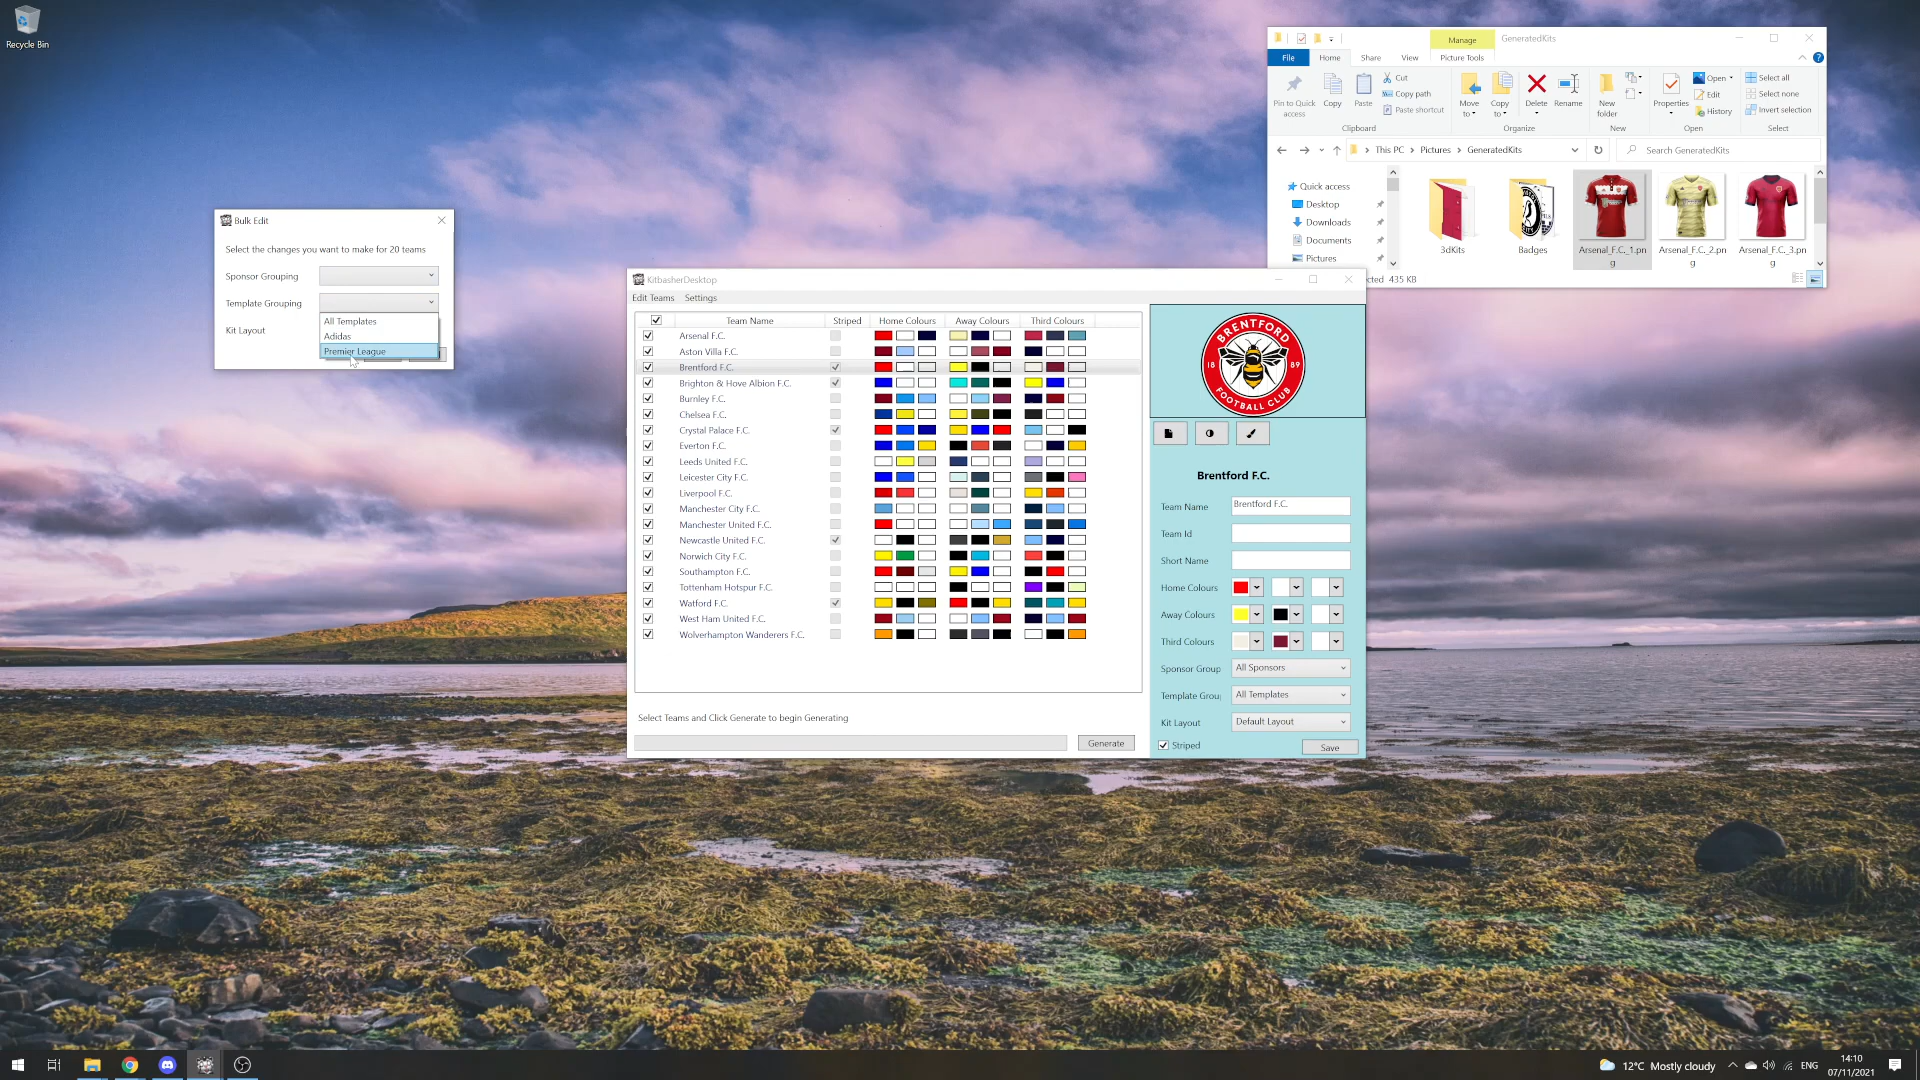 Recycle Bin
Bulk Edit
Select the changes you want to make for 20 teams
Sponsor Grouping
Template Grouping
All Templates
Adidas
Premier League
Kit Layout
Manage
GeneratedKits
File
Home
Share
View
Picture Tools
Pin to Quick access
Copy
Paste
Cut
Copy path
Paste shortcut
Clipboard
Move to
Copy to
Delete
Rename
Organize
New folder
New
Properties
Open
Edit
History
Open
Select all
Select none
Invert selection
Select
This PC
Pictures
GeneratedKits
Search GeneratedKits
Quick access
Desktop
Downloads
Documents
Pictures
3dKits
Badges
Arsenal_F.C._1.png
Arsenal_F.C._2.png
Arsenal_F.C._3.png
435 KB
KitbasherDesktop
Edit Teams
Settings
Team Name
Striped
Home Colours
Away Colours
Third Colours
Arsenal F.C.
Aston Villa F.C.
Brentford F.C.
Brighton & Hove Albion F.C.
Burnley F.C.
Chelsea F.C.
Crystal Palace F.C.
Everton F.C.
Leeds United F.C.
Leicester City F.C.
Liverpool F.C.
Manchester City F.C.
Manchester United F.C.
Newcastle United F.C.
Norwich City F.C.
Southampton F.C.
Tottenham Hotspur F.C.
Watford F.C.
West Ham United F.C.
Wolverhampton Wanderers F.C.
Select Teams and Click Generate to begin Generating
Generate
BRENTFORD
18 89
FOOTBALL CLUB
Brentford F.C.
Team Name
Brentford F.C.
Team Id
Short Name
Home Colours
Away Colours
Third Colours
Sponsor Group
All Sponsors
Template Grou
All Templates
Kit Layout
Default Layout
Striped
Save
12°C Mostly cloudy
ENG
14:10
07/11/2021